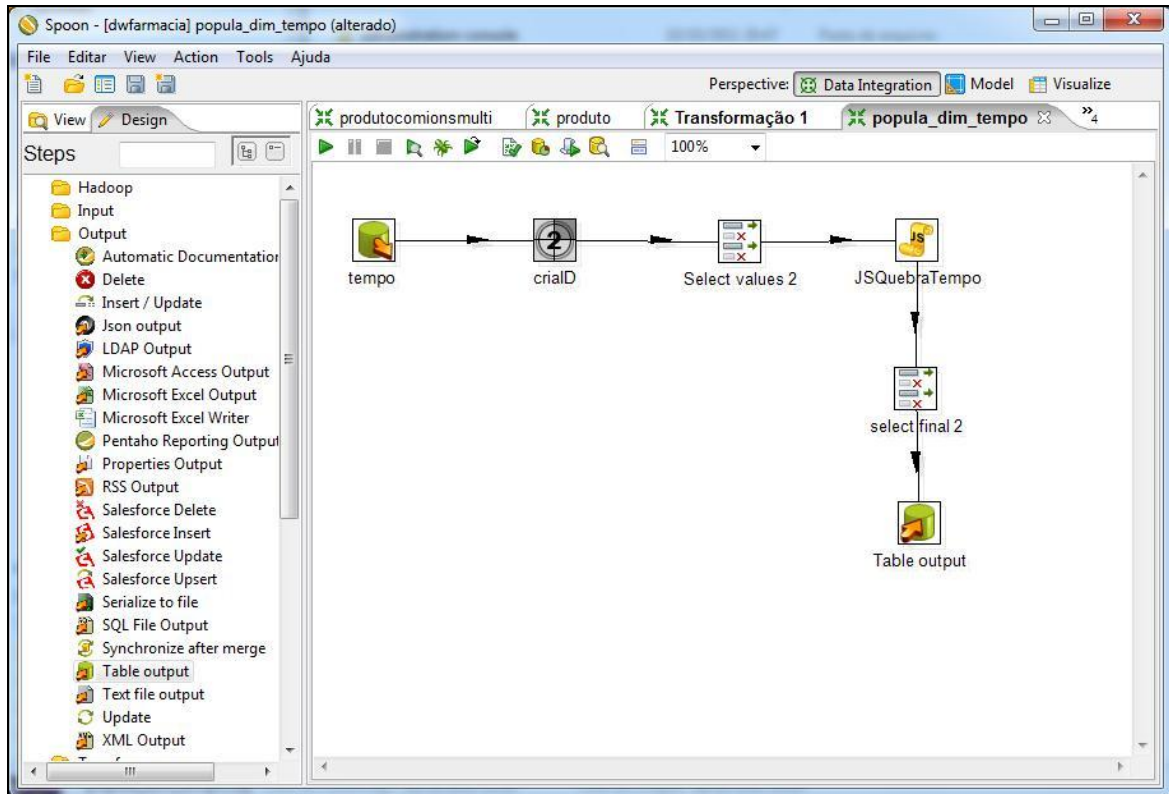 Spoon - [dwfarmacia] popula_dim_tempo (alterado)
File Editar View Action Tools Ajuda
Perspective: Data Integration Model Visualize
View Design
produtocomionsmulti produto Transformação 1 popula_dim_tempo 4
Steps
100%
Hadoop
Input
Output
Automatic Documentation
Delete
Insert / Update
Json output
LDAP Output
Microsoft Access Output
Microsoft Excel Output
Microsoft Excel Writer
Pentaho Reporting Output
Properties Output
RSS Output
Salesforce Delete
Salesforce Insert
Salesforce Update
Salesforce Upsert
Serialize to file
SQL File Output
Synchronize after merge
Table output
Text file output
Update
XML Output
2
JS
tempo criaID Select values 2 JSQuebraTempo
select final 2
Table output